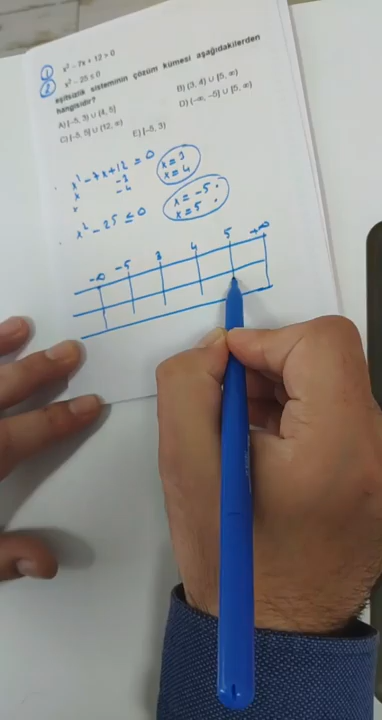 1 x² - 7x + 12 > 0
2 x² - 25 ≤ 0
eşitsizlik sisteminin çözüm kümesi aşağıdakilerden
hangisidir?
A) [-5, 3) ∪ (4, 5]
B) (3, 4) ∪ [5, ∞)
C) [-5, 5] ∪ (12, ∞)
D) (-∞, -5] ∪ [5, ∞)
E) [-5, 3)
x² - 7x + 12 = 0
x -3
x -4
x = 3
x = 4
x² - 25 ≤ 0
x = -5
x = 5
-∞ -5 3 4 5 +∞